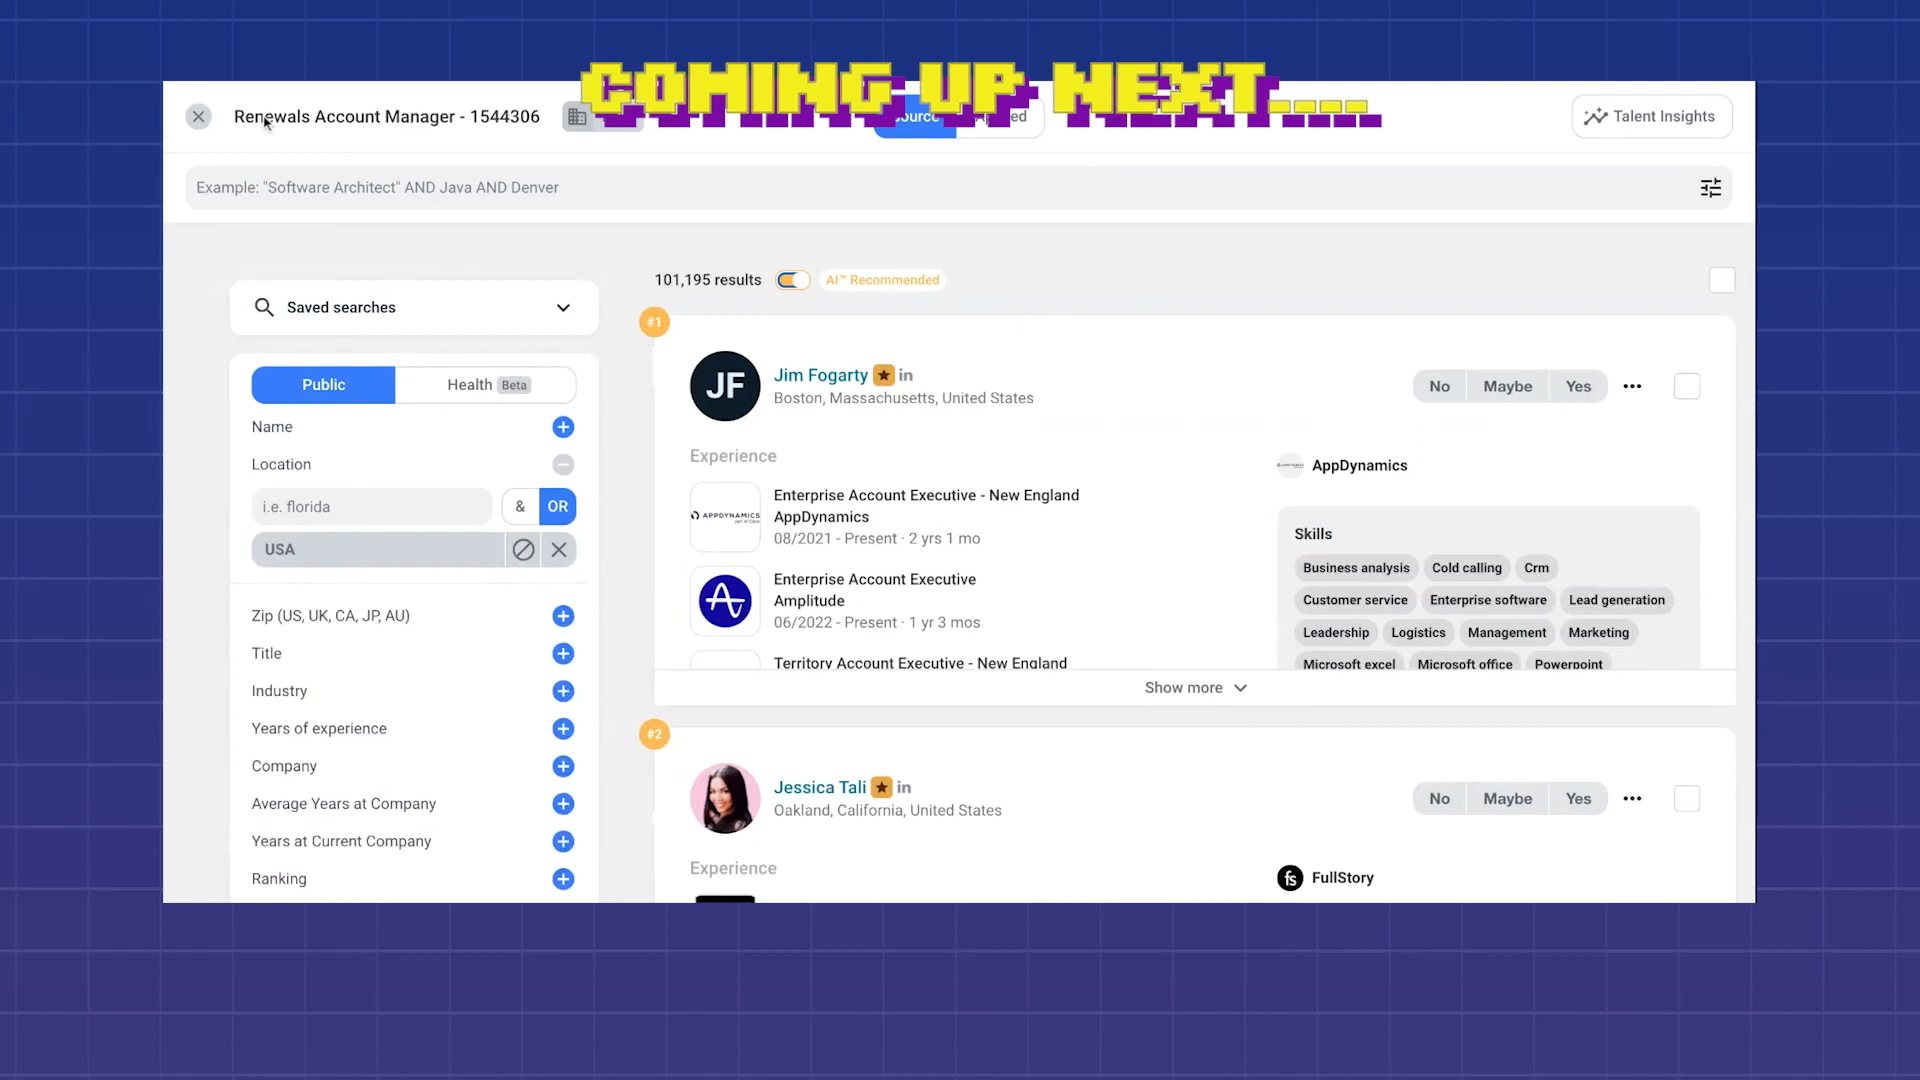 COMING UP NEXT....
Renewals Account Manager - 1544306
Talent Insights
Example: "Software Architect" AND Java AND Denver
Saved searches
101,195 results
AI™ Recommended
#1
Public
Health Beta
Name
Location
i.e. florida
& OR
USA
Zip (US, UK, CA, JP, AU)
Title
Industry
Years of experience
Company
Average Years at Company
Years at Current Company
Ranking
JF
Jim Fogarty in
Boston, Massachusetts, United States
No Maybe Yes
Experience
APPDYNAMICS
Enterprise Account Executive - New England
AppDynamics
08/2021 - Present · 2 yrs 1 mo
Enterprise Account Executive
Amplitude
06/2022 - Present · 1 yr 3 mos
Territory Account Executive - New England
AppDynamics
Skills
Business analysis Cold calling Crm
Customer service Enterprise software Lead generation
Leadership Logistics Management Marketing
Microsoft excel Microsoft office Powerpoint
Show more
#2
Jessica Tali in
Oakland, California, United States
No Maybe Yes
Experience
fs FullStory